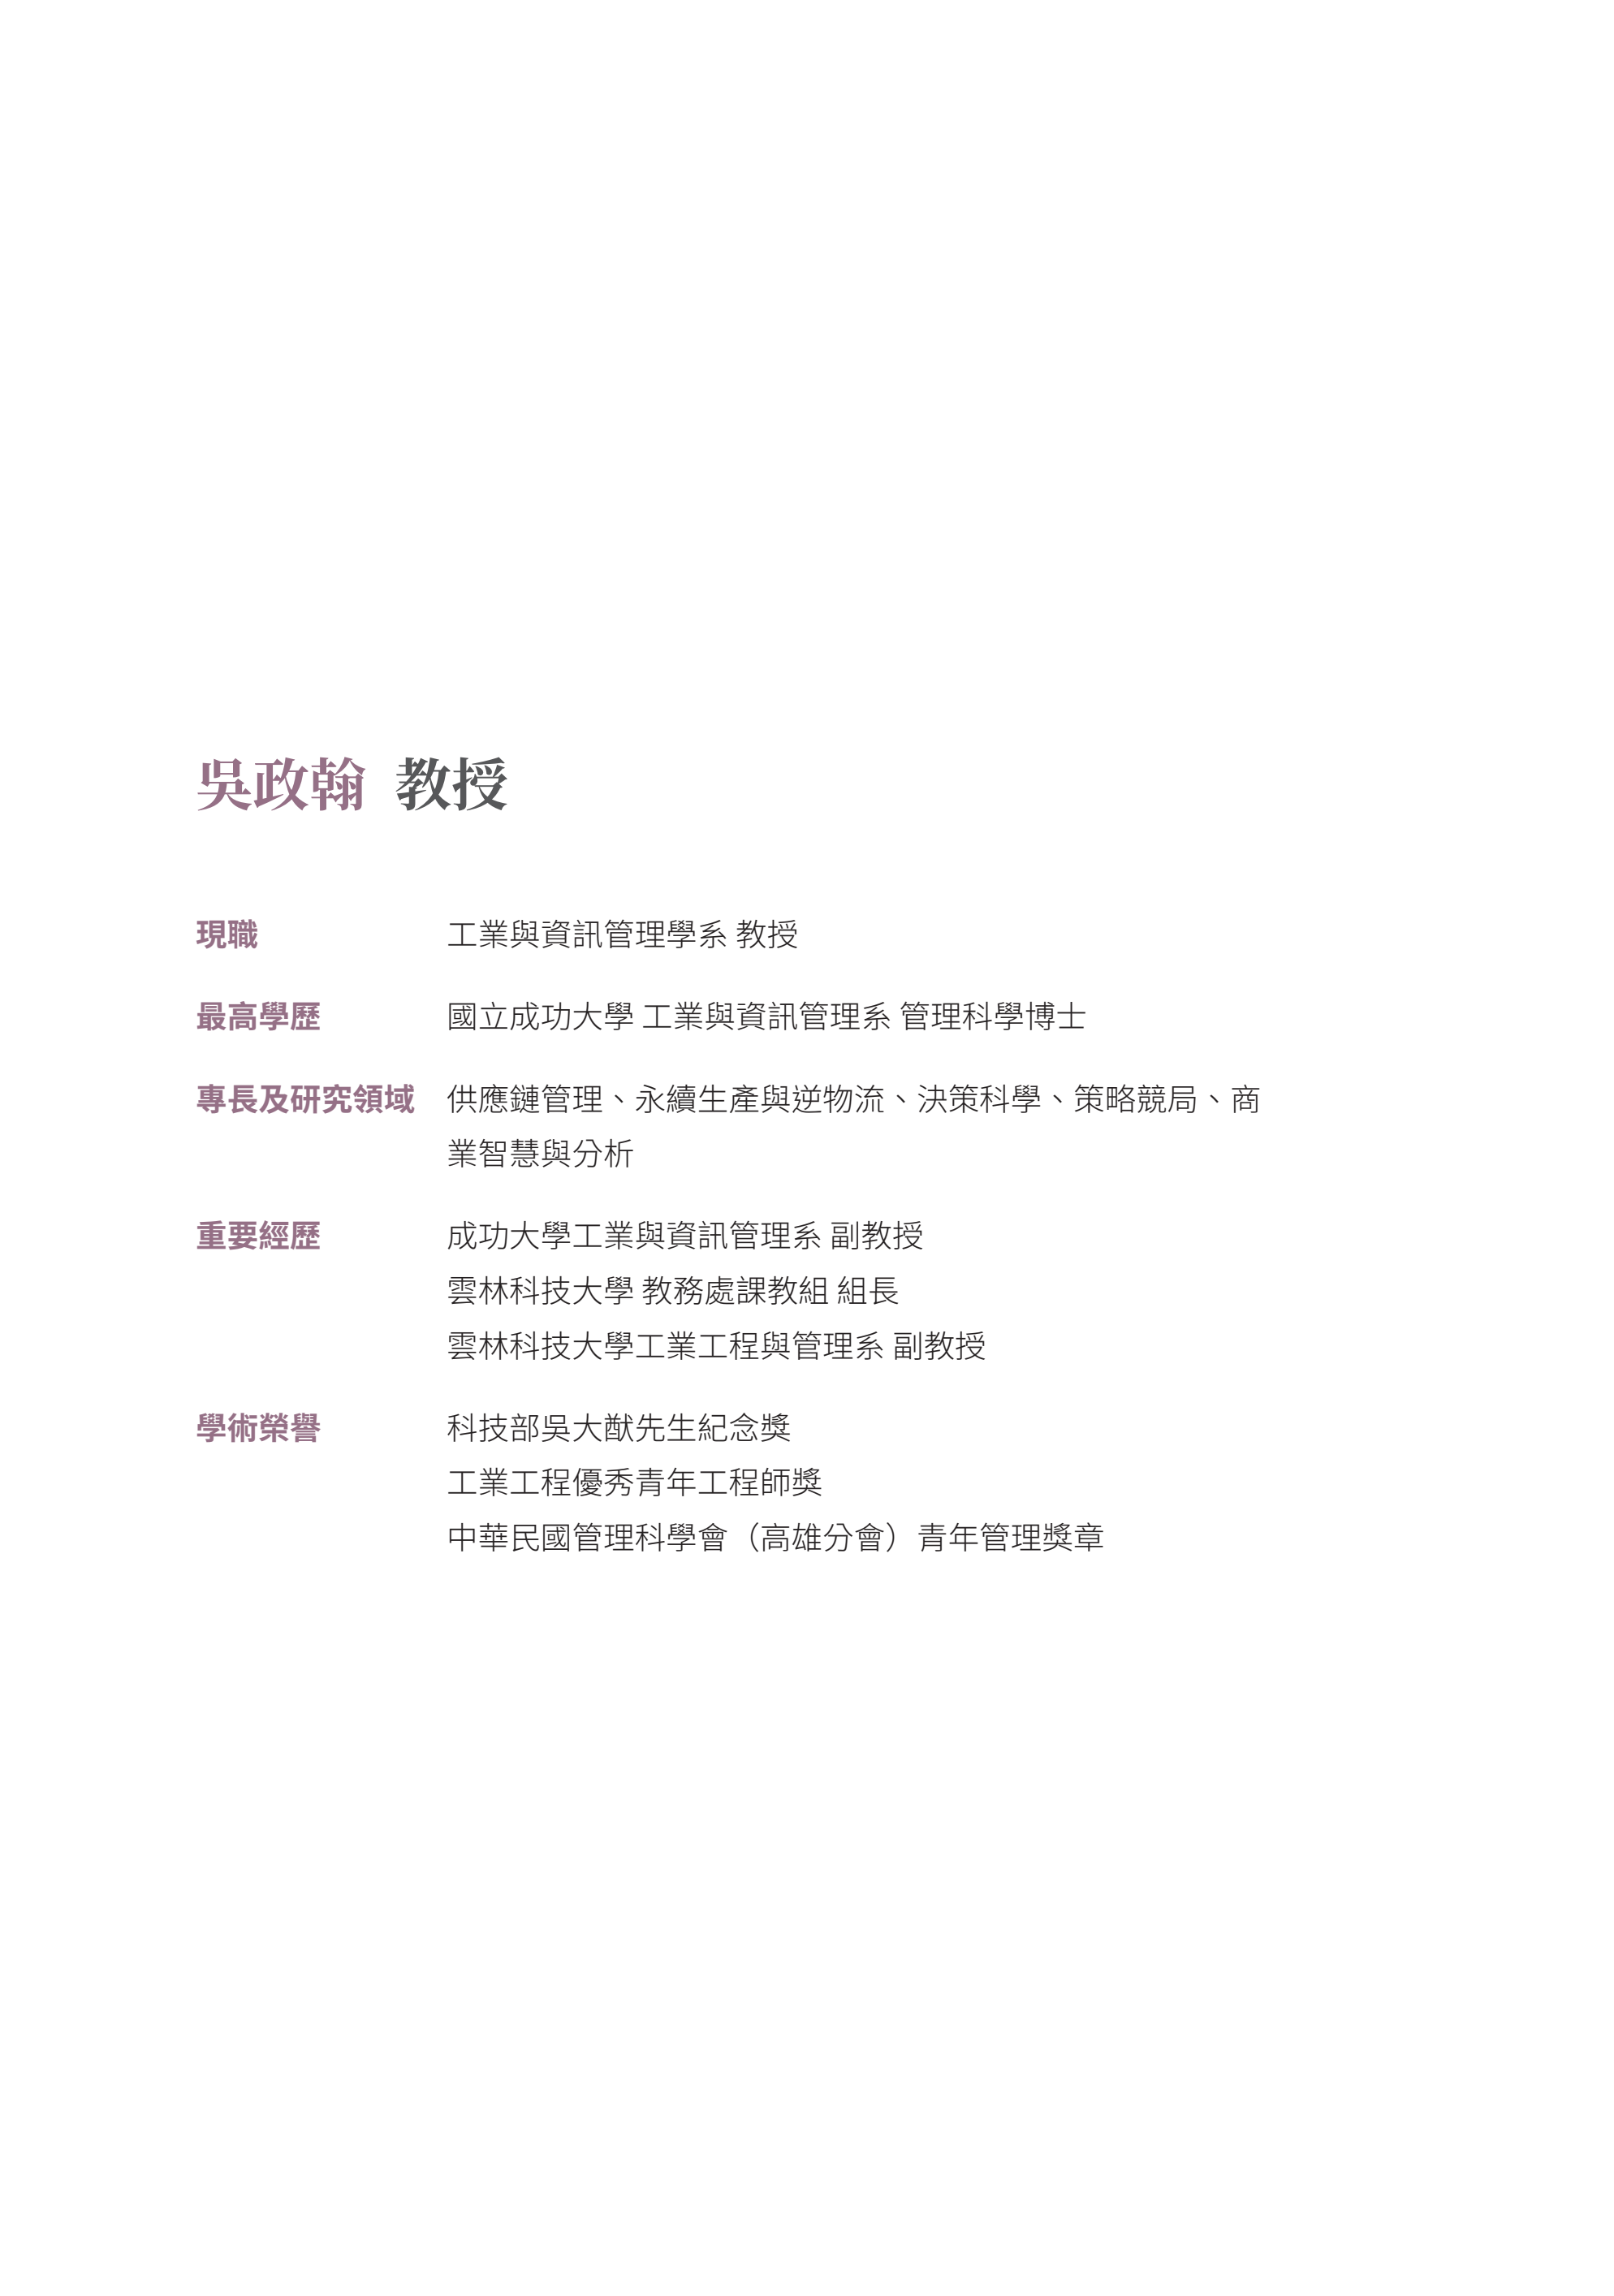 吳政翰 教授
現職 工業與資訊管理學系 教授
最高學歷 國立成功大學 工業與資訊管理系 管理科學博士
專長及研究領域 供應鏈管理、永續生產與逆物流、決策科學、策略競局、商
業智慧與分析
重要經歷 成功大學工業與資訊管理系 副教授
雲林科技大學 教務處課教組 組長
雲林科技大學工業工程與管理系 副教授
學術榮譽 科技部吳大猷先生紀念獎
工業工程優秀青年工程師獎
中華民國管理科學會（高雄分會）青年管理獎章